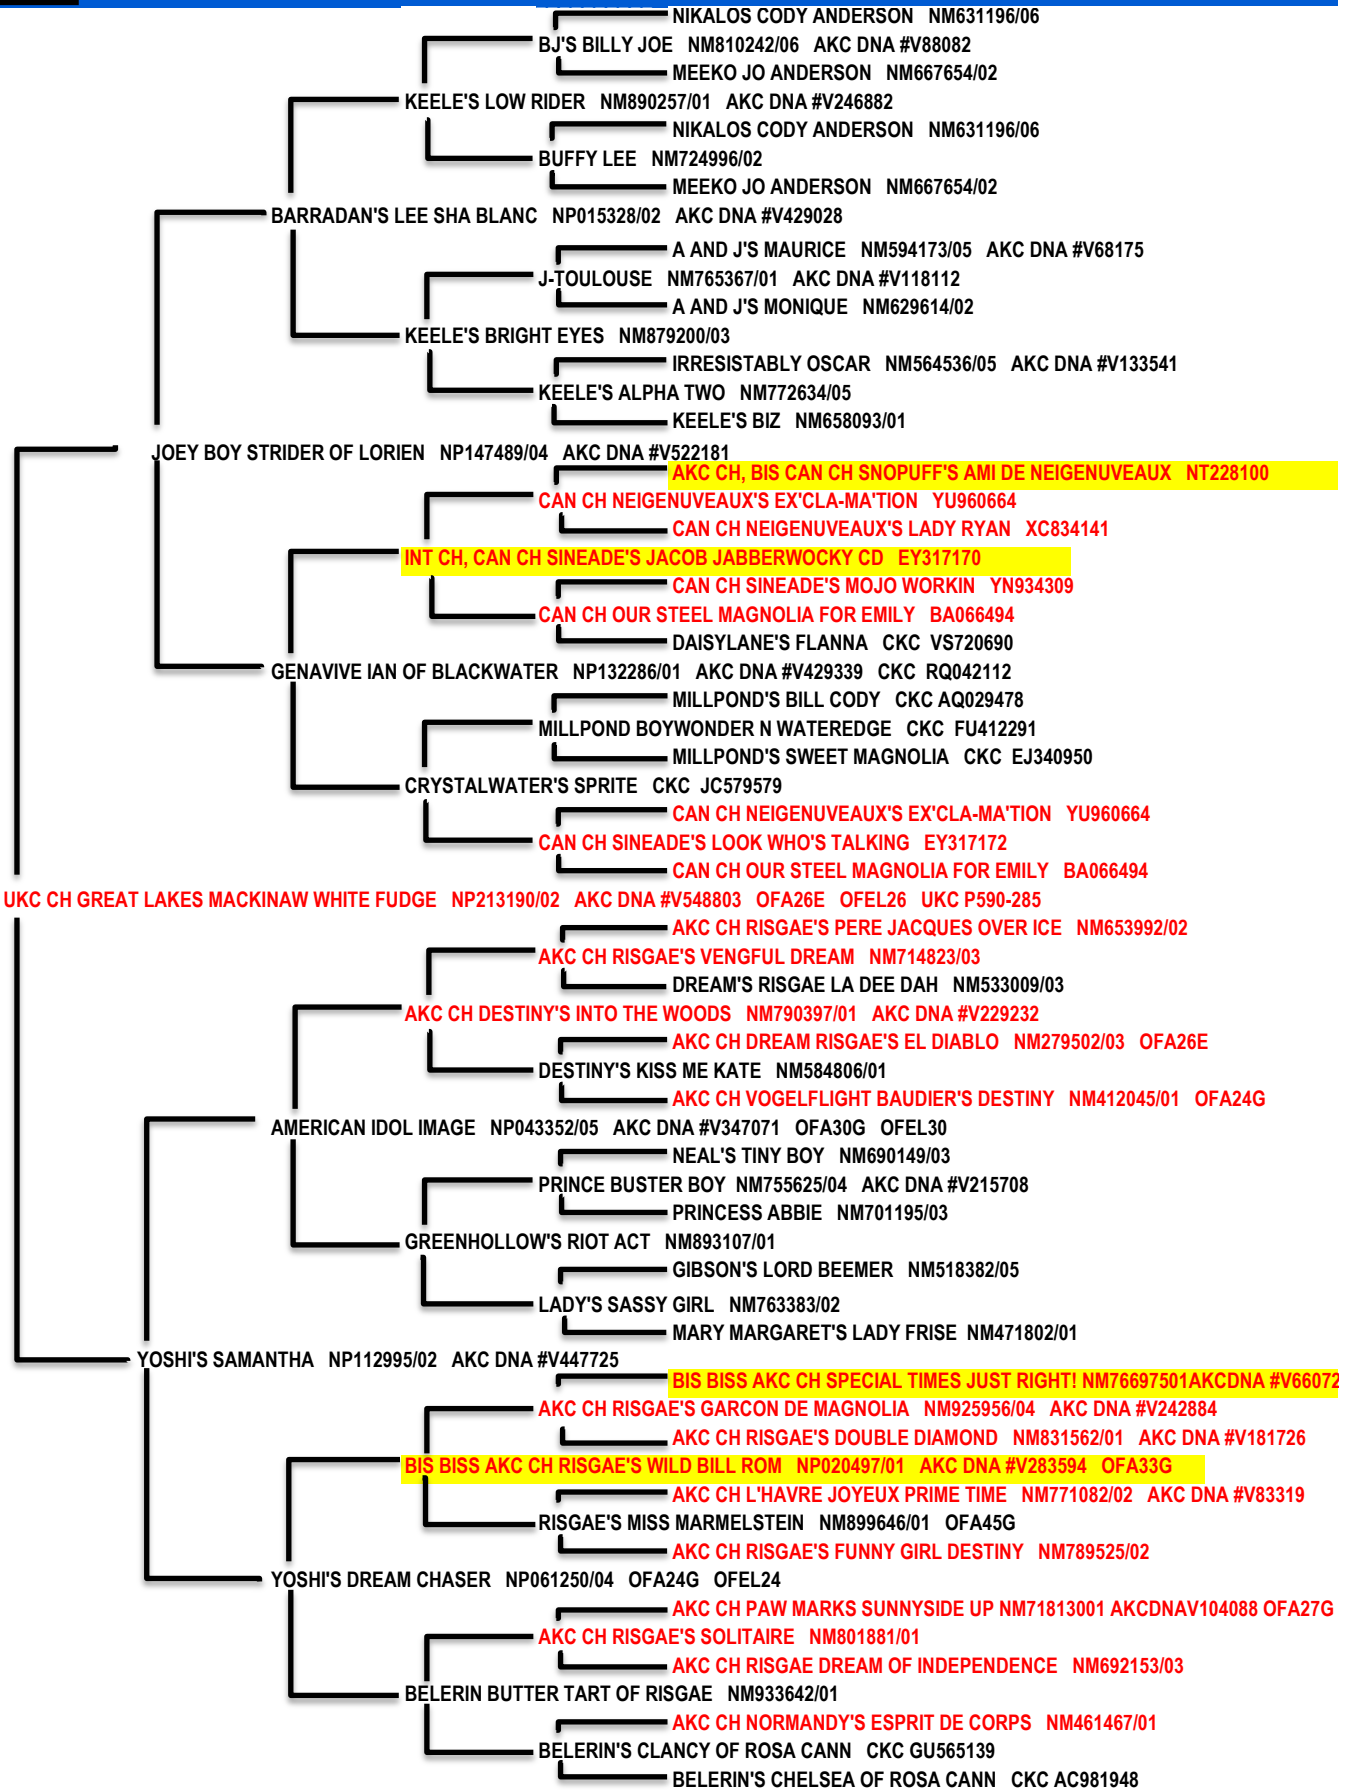 NIKALOS CODY ANDERSON NM631196/06
BJ'S BILLY JOE NM810242/06 AKC DNA #V88082
MEEKO JO ANDERSON NM667654/02
KEELE'S LOW RIDER NM890257/01 AKC DNA #V246882
NIKALOS CODY ANDERSON NM631196/06
BUFFY LEE NM724996/02
MEEKO JO ANDERSON NM667654/02
BARRADAN'S LEE SHA BLANC NP015328/02 AKC DNA #V429028
A AND J'S MAURICE NM594173/05 AKC DNA #V68175
J-TOULOUSE NM765367/01 AKC DNA #V118112
A AND J'S MONIQUE NM629614/02
KEELE'S BRIGHT EYES NM879200/03
IRRESISTABLY OSCAR NM564536/05 AKC DNA #V133541
KEELE'S ALPHA TWO NM772634/05
KEELE'S BIZ NM658093/01
JOEY BOY STRIDER OF LORIEN NP147489/04 AKC DNA #V522181
AKC CH, BIS CAN CH SNOPUFF'S AMI DE NEIGENUVEAUX NT228100
CAN CH NEIGENUVEAUX'S EX'CLA-MA'TION YU960664
CAN CH NEIGENUVEAUX'S LADY RYAN XC834141
INT CH, CAN CH SINEADE'S JACOB JABBERWOCKY CD EY317170
CAN CH SINEADE'S MOJO WORKIN YN934309
CAN CH OUR STEEL MAGNOLIA FOR EMILY BA066494
DAISYLANE'S FLANNA CKC VS720690
GENAVIVE IAN OF BLACKWATER NP132286/01 AKC DNA #V429339 CKC RQ042112
MILLPOND'S BILL CODY CKC AQ029478
MILLPOND BOYWONDER N WATEREDGE CKC FU412291
MILLPOND'S SWEET MAGNOLIA CKC EJ340950
CRYSTALWATER'S SPRITE CKC JC579579
CAN CH NEIGENUVEAUX'S EX'CLA-MA'TION YU960664
CAN CH SINEADE'S LOOK WHO'S TALKING EY317172
CAN CH OUR STEEL MAGNOLIA FOR EMILY BA066494
UKC CH GREAT LAKES MACKINAW WHITE FUDGE NP213190/02 AKC DNA #V548803 OFA26E OFEL26 UKC P590-285
AKC CH RISGAE'S PERE JACQUES OVER ICE NM653992/02
AKC CH RISGAE'S VENGFUL DREAM NM714823/03
DREAM'S RISGAE LA DEE DAH NM533009/03
AKC CH DESTINY'S INTO THE WOODS NM790397/01 AKC DNA #V229232
AKC CH DREAM RISGAE'S EL DIABLO NM279502/03 OFA26E
DESTINY'S KISS ME KATE NM584806/01
AKC CH VOGELFLIGHT BAUDIER'S DESTINY NM412045/01 OFA24G
AMERICAN IDOL IMAGE NP043352/05 AKC DNA #V347071 OFA30G OFEL30
NEAL'S TINY BOY NM690149/03
PRINCE BUSTER BOY NM755625/04 AKC DNA #V215708
PRINCESS ABBIE NM701195/03
GREENHOLLOW'S RIOT ACT NM893107/01
GIBSON'S LORD BEEMER NM518382/05
LADY'S SASSY GIRL NM763383/02
MARY MARGARET'S LADY FRISE NM471802/01
YOSHI'S SAMANTHA NP112995/02 AKC DNA #V447725
BIS BISS AKC CH SPECIAL TIMES JUST RIGHT! NM76697501AKCDNA #V66072
AKC CH RISGAE'S GARCON DE MAGNOLIA NM925956/04 AKC DNA #V242884
AKC CH RISGAE'S DOUBLE DIAMOND NM831562/01 AKC DNA #V181726
BIS BISS AKC CH RISGAE'S WILD BILL ROM NP020497/01 AKC DNA #V283594 OFA33G
AKC CH L'HAVRE JOYEUX PRIME TIME NM771082/02 AKC DNA #V83319
RISGAE'S MISS MARMELSTEIN NM899646/01 OFA45G
AKC CH RISGAE'S FUNNY GIRL DESTINY NM789525/02
YOSHI'S DREAM CHASER NP061250/04 OFA24G OFEL24
AKC CH PAW MARKS SUNNYSIDE UP NM71813001 AKCDNAV104088 OFA27G
AKC CH RISGAE'S SOLITAIRE NM801881/01
AKC CH RISGAE DREAM OF INDEPENDENCE NM692153/03
BELERIN BUTTER TART OF RISGAE NM933642/01
AKC CH NORMANDY'S ESPRIT DE CORPS NM461467/01
BELERIN'S CLANCY OF ROSA CANN CKC GU565139
BELERIN'S CHELSEA OF ROSA CANN CKC AC981948